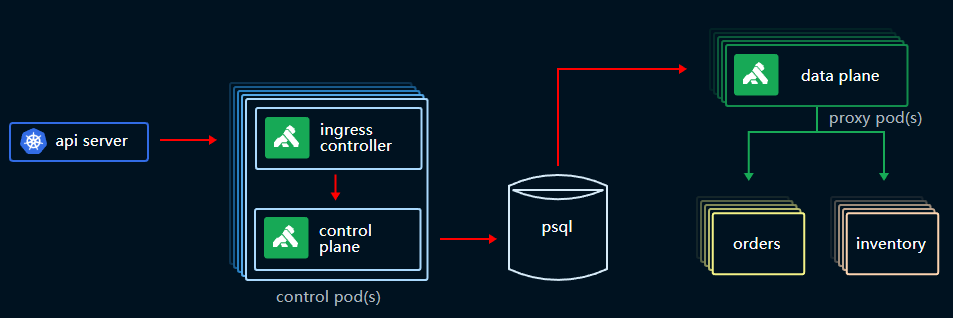 api server
ingress
controller
control
plane
control pod(s)
psql
data plane
proxy pod(s)
orders
inventory